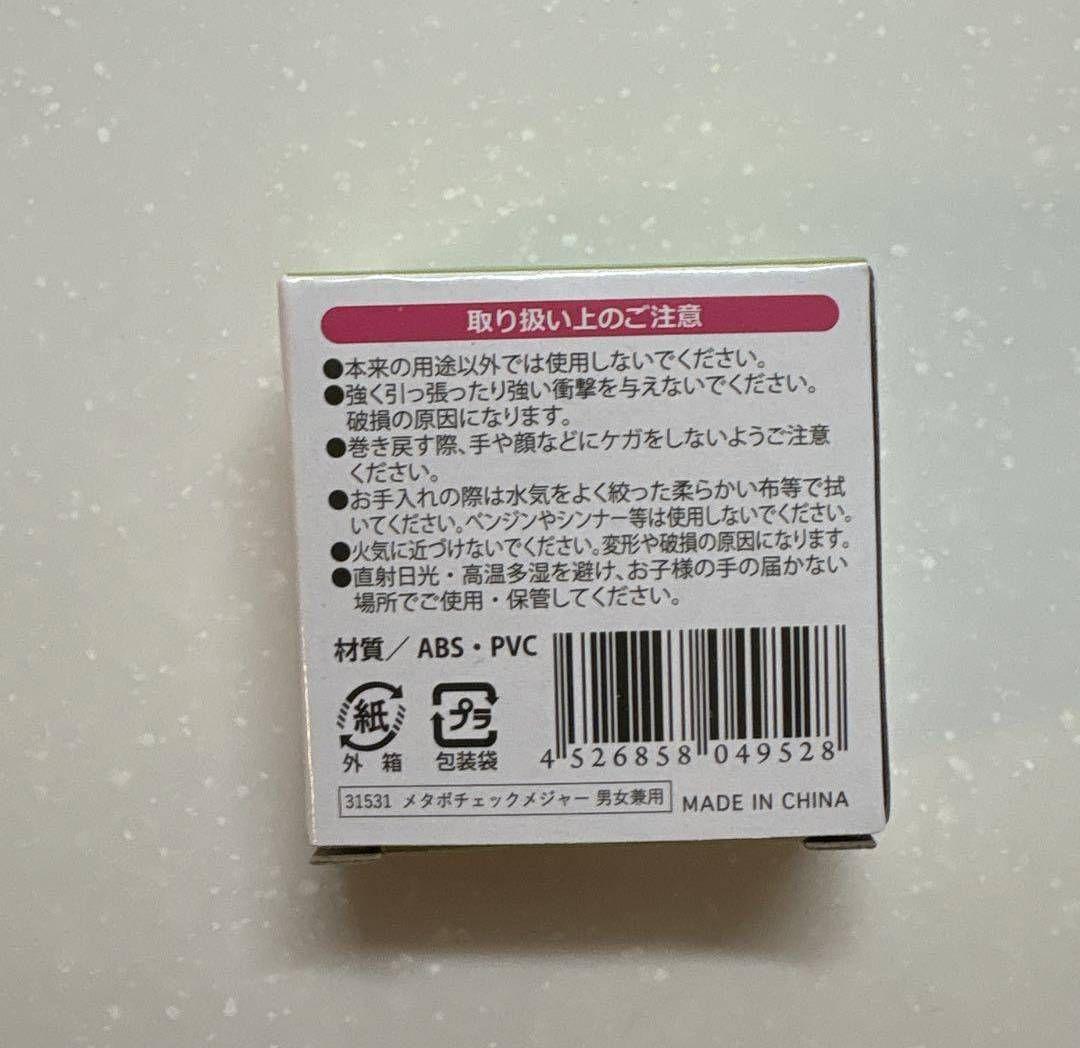 取り扱い上のご注意
●本来の用途以外では使用しないでください。
●強く引っ張ったり強い衝撃を与えないでください。
破損の原因になります。
●巻き戻す際、手や顔などにケガをしないようご注意
ください。
●お手入れの際は水気をよく絞った柔らかい布等で拭
いてください。ベンジンやシンナー等は使用しないでください。
●火気に近づけないでください。変形や破損の原因になります。
●直射日光・高温多湿を避け、お子様の手の届かない
場所でご使用・保管してください。
材質／ABS・PVC
紙
外箱
プラ
包装袋
4 526858 049528
31531 メタボチェックメジャー 男女兼用
MADE IN CHINA